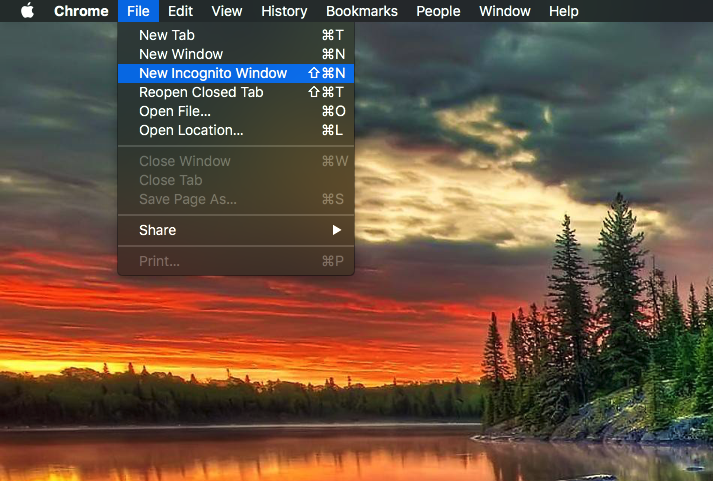 Chrome File Edit View History Bookmarks People Window Help
New Tab ⌘T
New Window ⌘N
New Incognito Window ⇧⌘N
Reopen Closed Tab ⇧⌘T
Open File... ⌘O
Open Location... ⌘L
Close Window ⌘W
Close Tab
Save Page As... ⌘S
Share ▶
Print... ⌘P